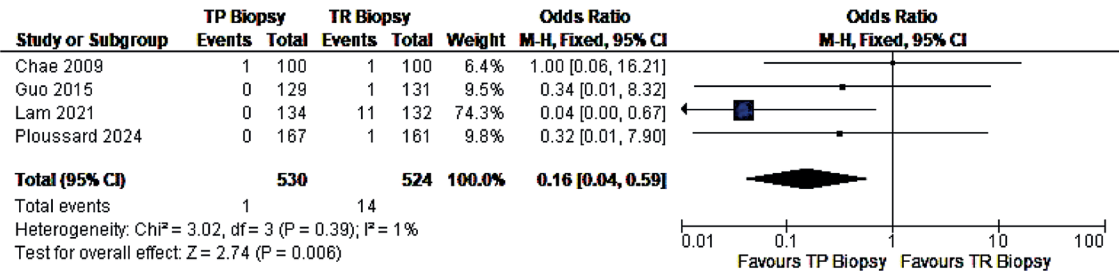 TP Biopsy TR Biopsy Odds Ratio Odds Ratio
Study or Subgroup Events Total Events Total Weight M-H, Fixed, 95% CI M-H, Fixed, 95% CI
Chae 2009 1 100 1 100 6.4% 1.00 [0.06, 16.21]
Guo 2015 0 129 1 131 9.5% 0.34 [0.01, 8.32]
Lam 2021 0 134 11 132 74.3% 0.04 [0.00, 0.67]
Ploussard 2024 0 167 1 161 9.8% 0.32 [0.01, 7.90]
Total (95% CI) 530 524 100.0% 0.16 [0.04, 0.59]
Total events 1 14
Heterogeneity: Chi² = 3.02, df = 3 (P = 0.39); I² = 1%
Test for overall effect: Z = 2.74 (P = 0.006)
0.01 0.1 1 10 100
Favours TP Biopsy Favours TR Biopsy